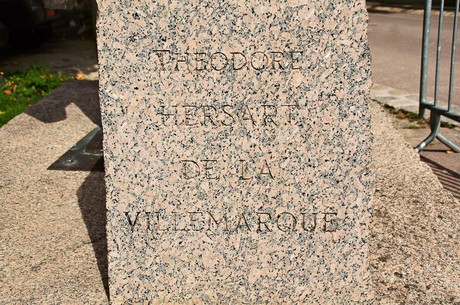 THEODORE
HERSART
DE LA
VILLEMARQUE